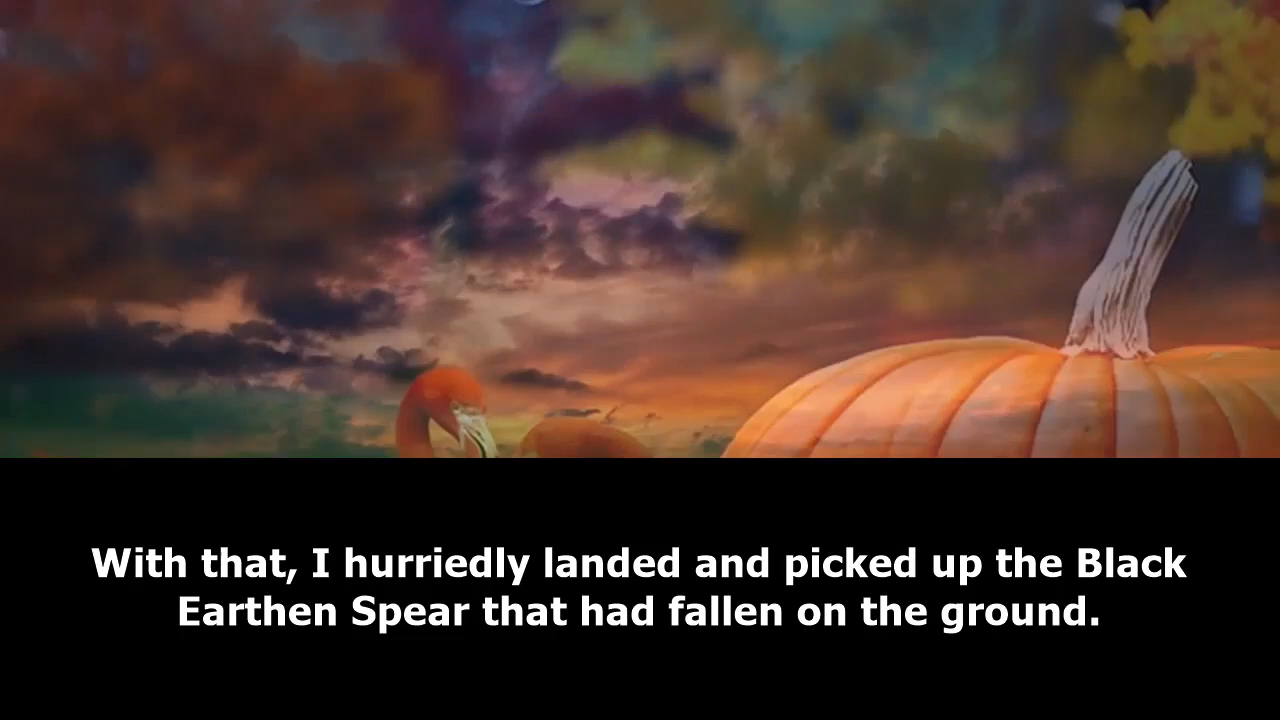 With that, I hurriedly landed and picked up the Black
Earthen Spear that had fallen on the ground.